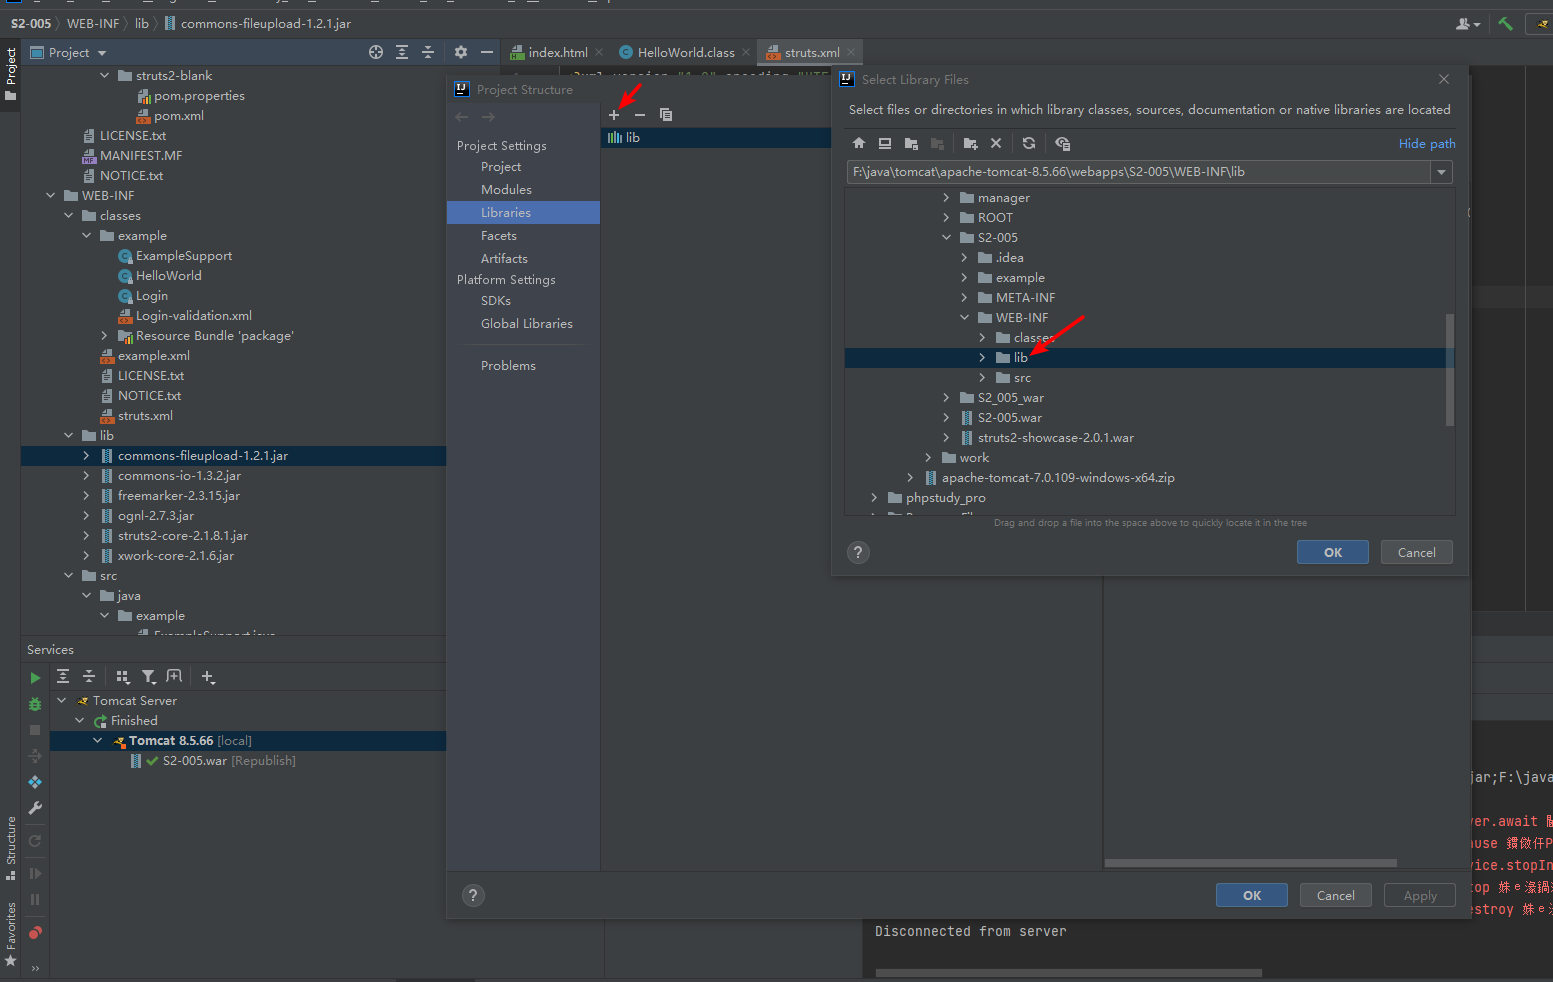 S2-005 WEB-INF lib commons-fileupload-1.2.1.jar
Project
Project
index.html
HelloWorld.class
struts.xml
struts2-blank
pom.properties
pom.xml
LICENSE.txt
MANIFEST.MF
NOTICE.txt
WEB-INF
classes
example
ExampleSupport
HelloWorld
Login
Login-validation.xml
Resource Bundle 'package'
example.xml
LICENSE.txt
NOTICE.txt
struts.xml
lib
commons-fileupload-1.2.1.jar
commons-io-1.3.2.jar
freemarker-2.3.15.jar
ognl-2.7.3.jar
struts2-core-2.1.8.1.jar
xwork-core-2.1.6.jar
src
java
example
ExampleSupport.java
Services
Tomcat Server
Finished
Tomcat 8.5.66 [local]
S2-005.war [Republish]
Structure
Favorites
Project Structure
Project Settings
Project
Modules
Libraries
Facets
Artifacts
Platform Settings
SDKs
Global Libraries
Problems
lib
OK
Cancel
Apply
Select Library Files
Select files or directories in which library classes, sources, documentation or native libraries are located
Hide path
F:\java\tomcat\apache-tomcat-8.5.66\webapps\S2-005\WEB-INF\lib
manager
ROOT
S2-005
.idea
example
META-INF
WEB-INF
classes
lib
src
S2_005_war
S2-005.war
struts2-showcase-2.0.1.war
work
apache-tomcat-7.0.109-windows-x64.zip
phpstudy_pro
Drag and drop a file into the space above to quickly locate it in the tree
OK
Cancel
jar;F:\java
ver.await
ause
vice.stopIn
top
estroy
Disconnected from server